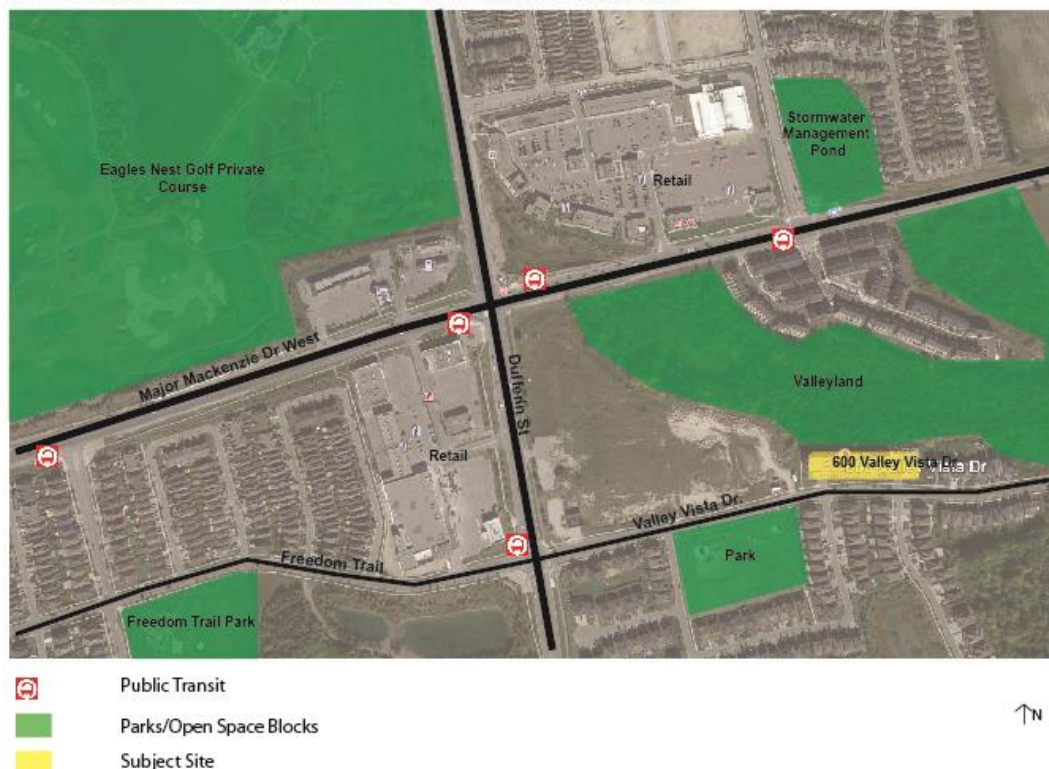 Stormwater
Management
Pond
Eagles Nest Golf Private
Course
Retail
Major Mackenzie Dr West
Dufferin St
Valleyland
Retail
600 Valley Vista Dr
Vista Dr
Valley Vista Dr.
Freedom Trail
Park
Freedom Trail Park
Public Transit
N
Parks/Open Space Blocks
Subject Site